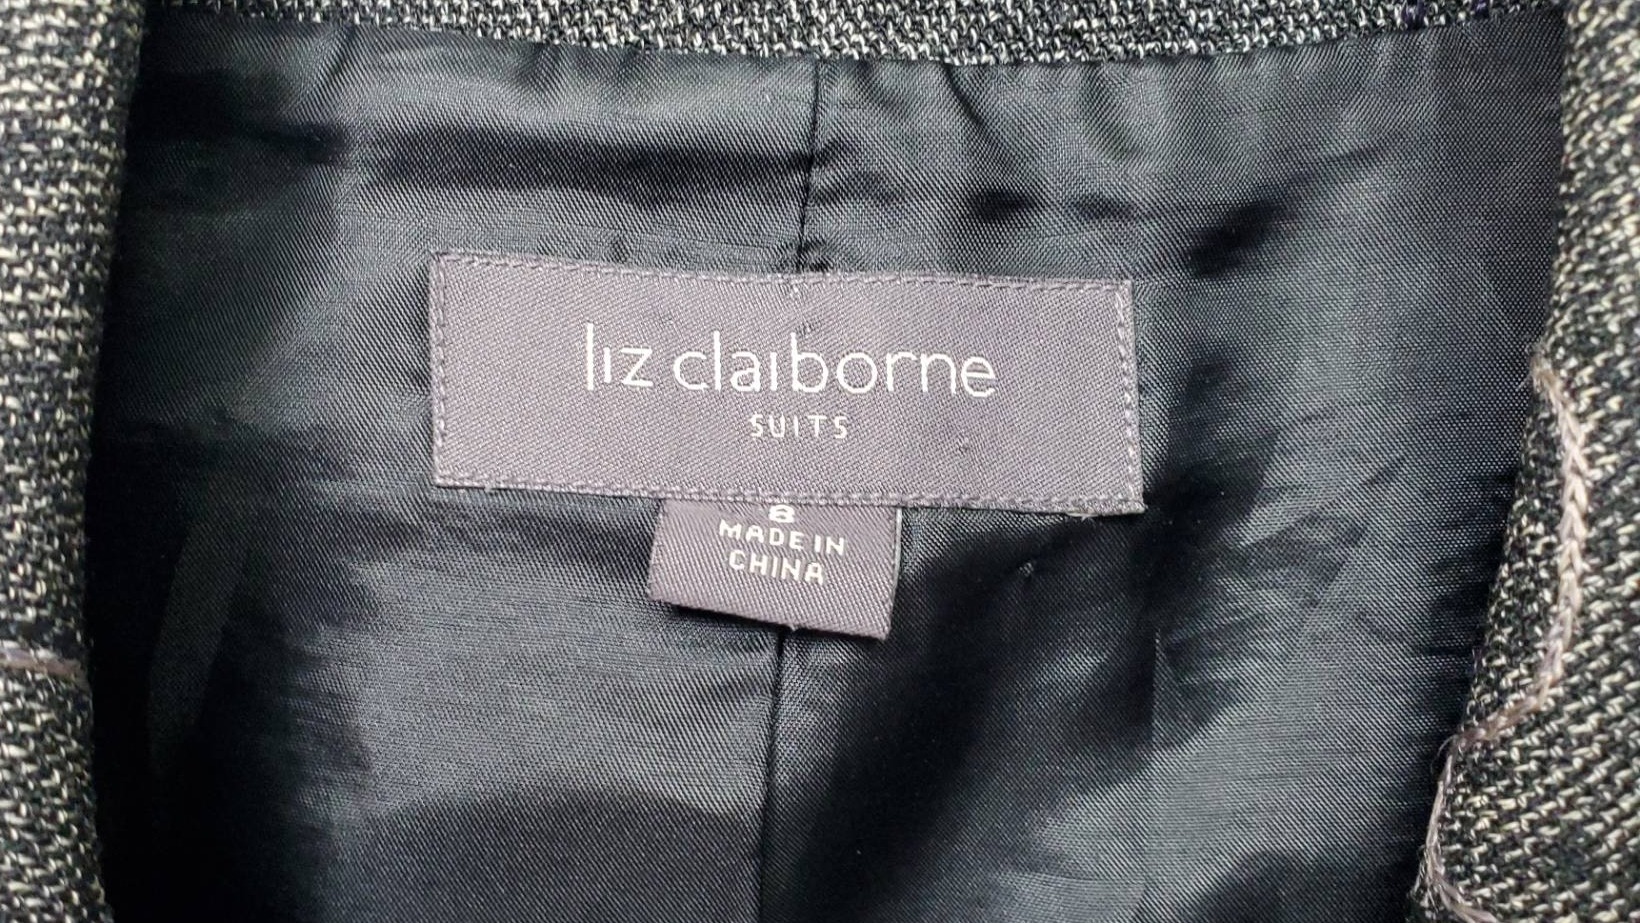 liz claiborne
SUITS
8
MADE IN
CHINA